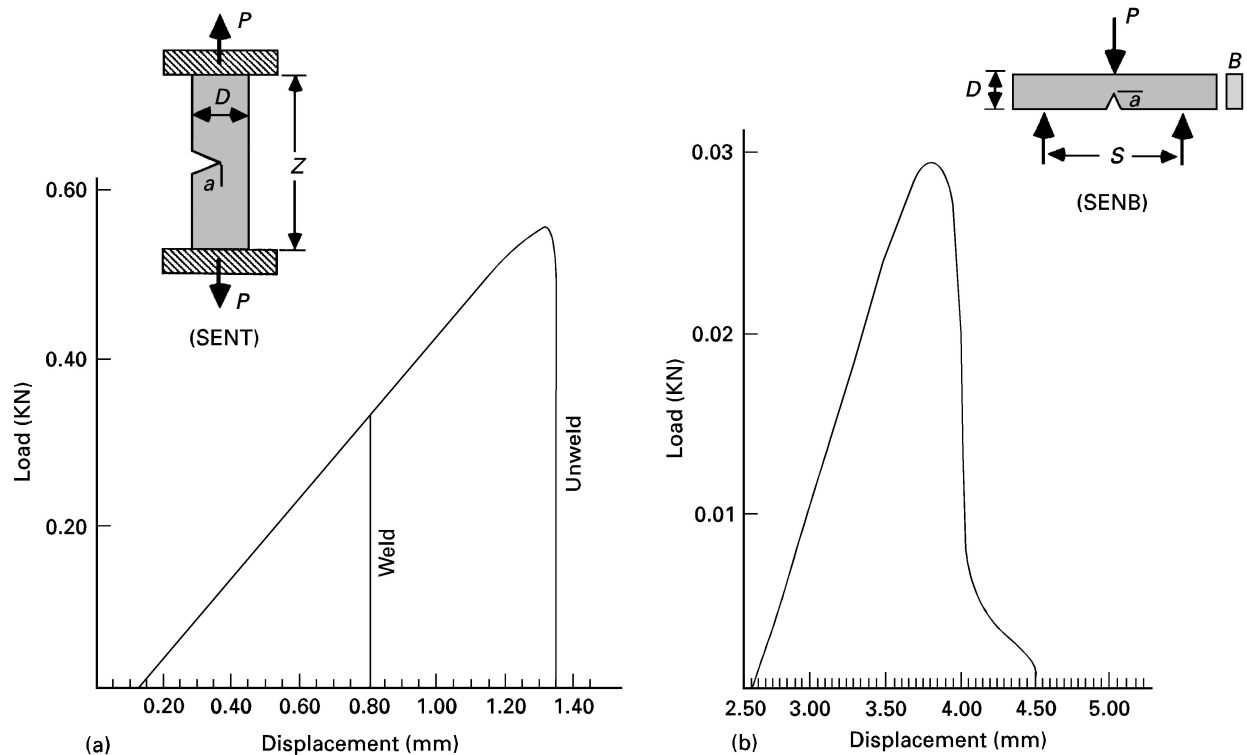 P
D
Z
a
P
(SENT)
0.60
0.40
0.20
Load (KN)
Weld
Unweld
0.20 0.40 0.60 0.80 1.00 1.20 1.40
(a) Displacement (mm)
P
B
D
a
S
(SENB)
0.03
0.02
0.01
Load (KN)
2.50 3.00 3.50 4.00 4.50 5.00
(b) Displacement (mm)